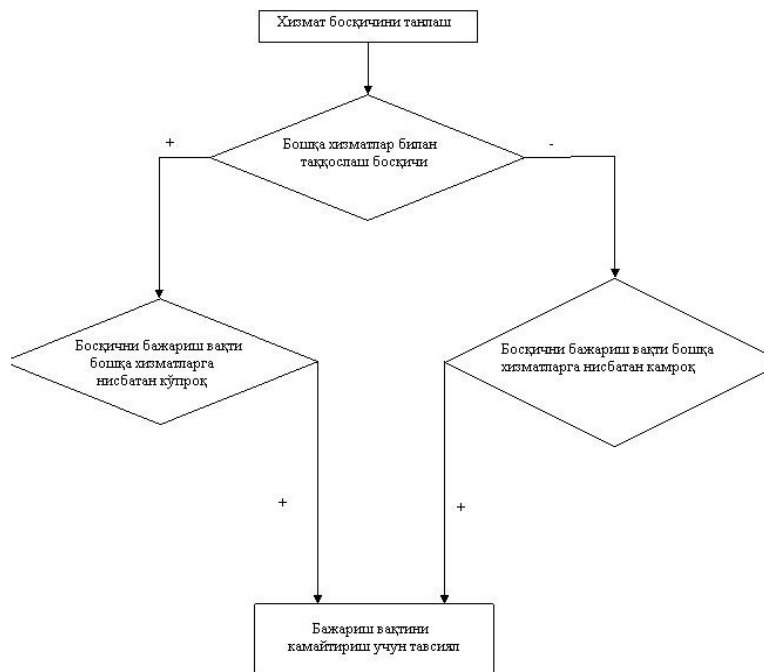 Хизмат босқичини танлаш
+
Бошқа хизматлар билан
таққослаш босқичи
-
Босқични бажариш вақти
бошқа хизматларга
нисбатан кўпроқ
Босқични бажариш вақти бошқа
хизматларга нисбатан камроқ
+
+
Бажариш вақтини
камайтириш учун тавсиял